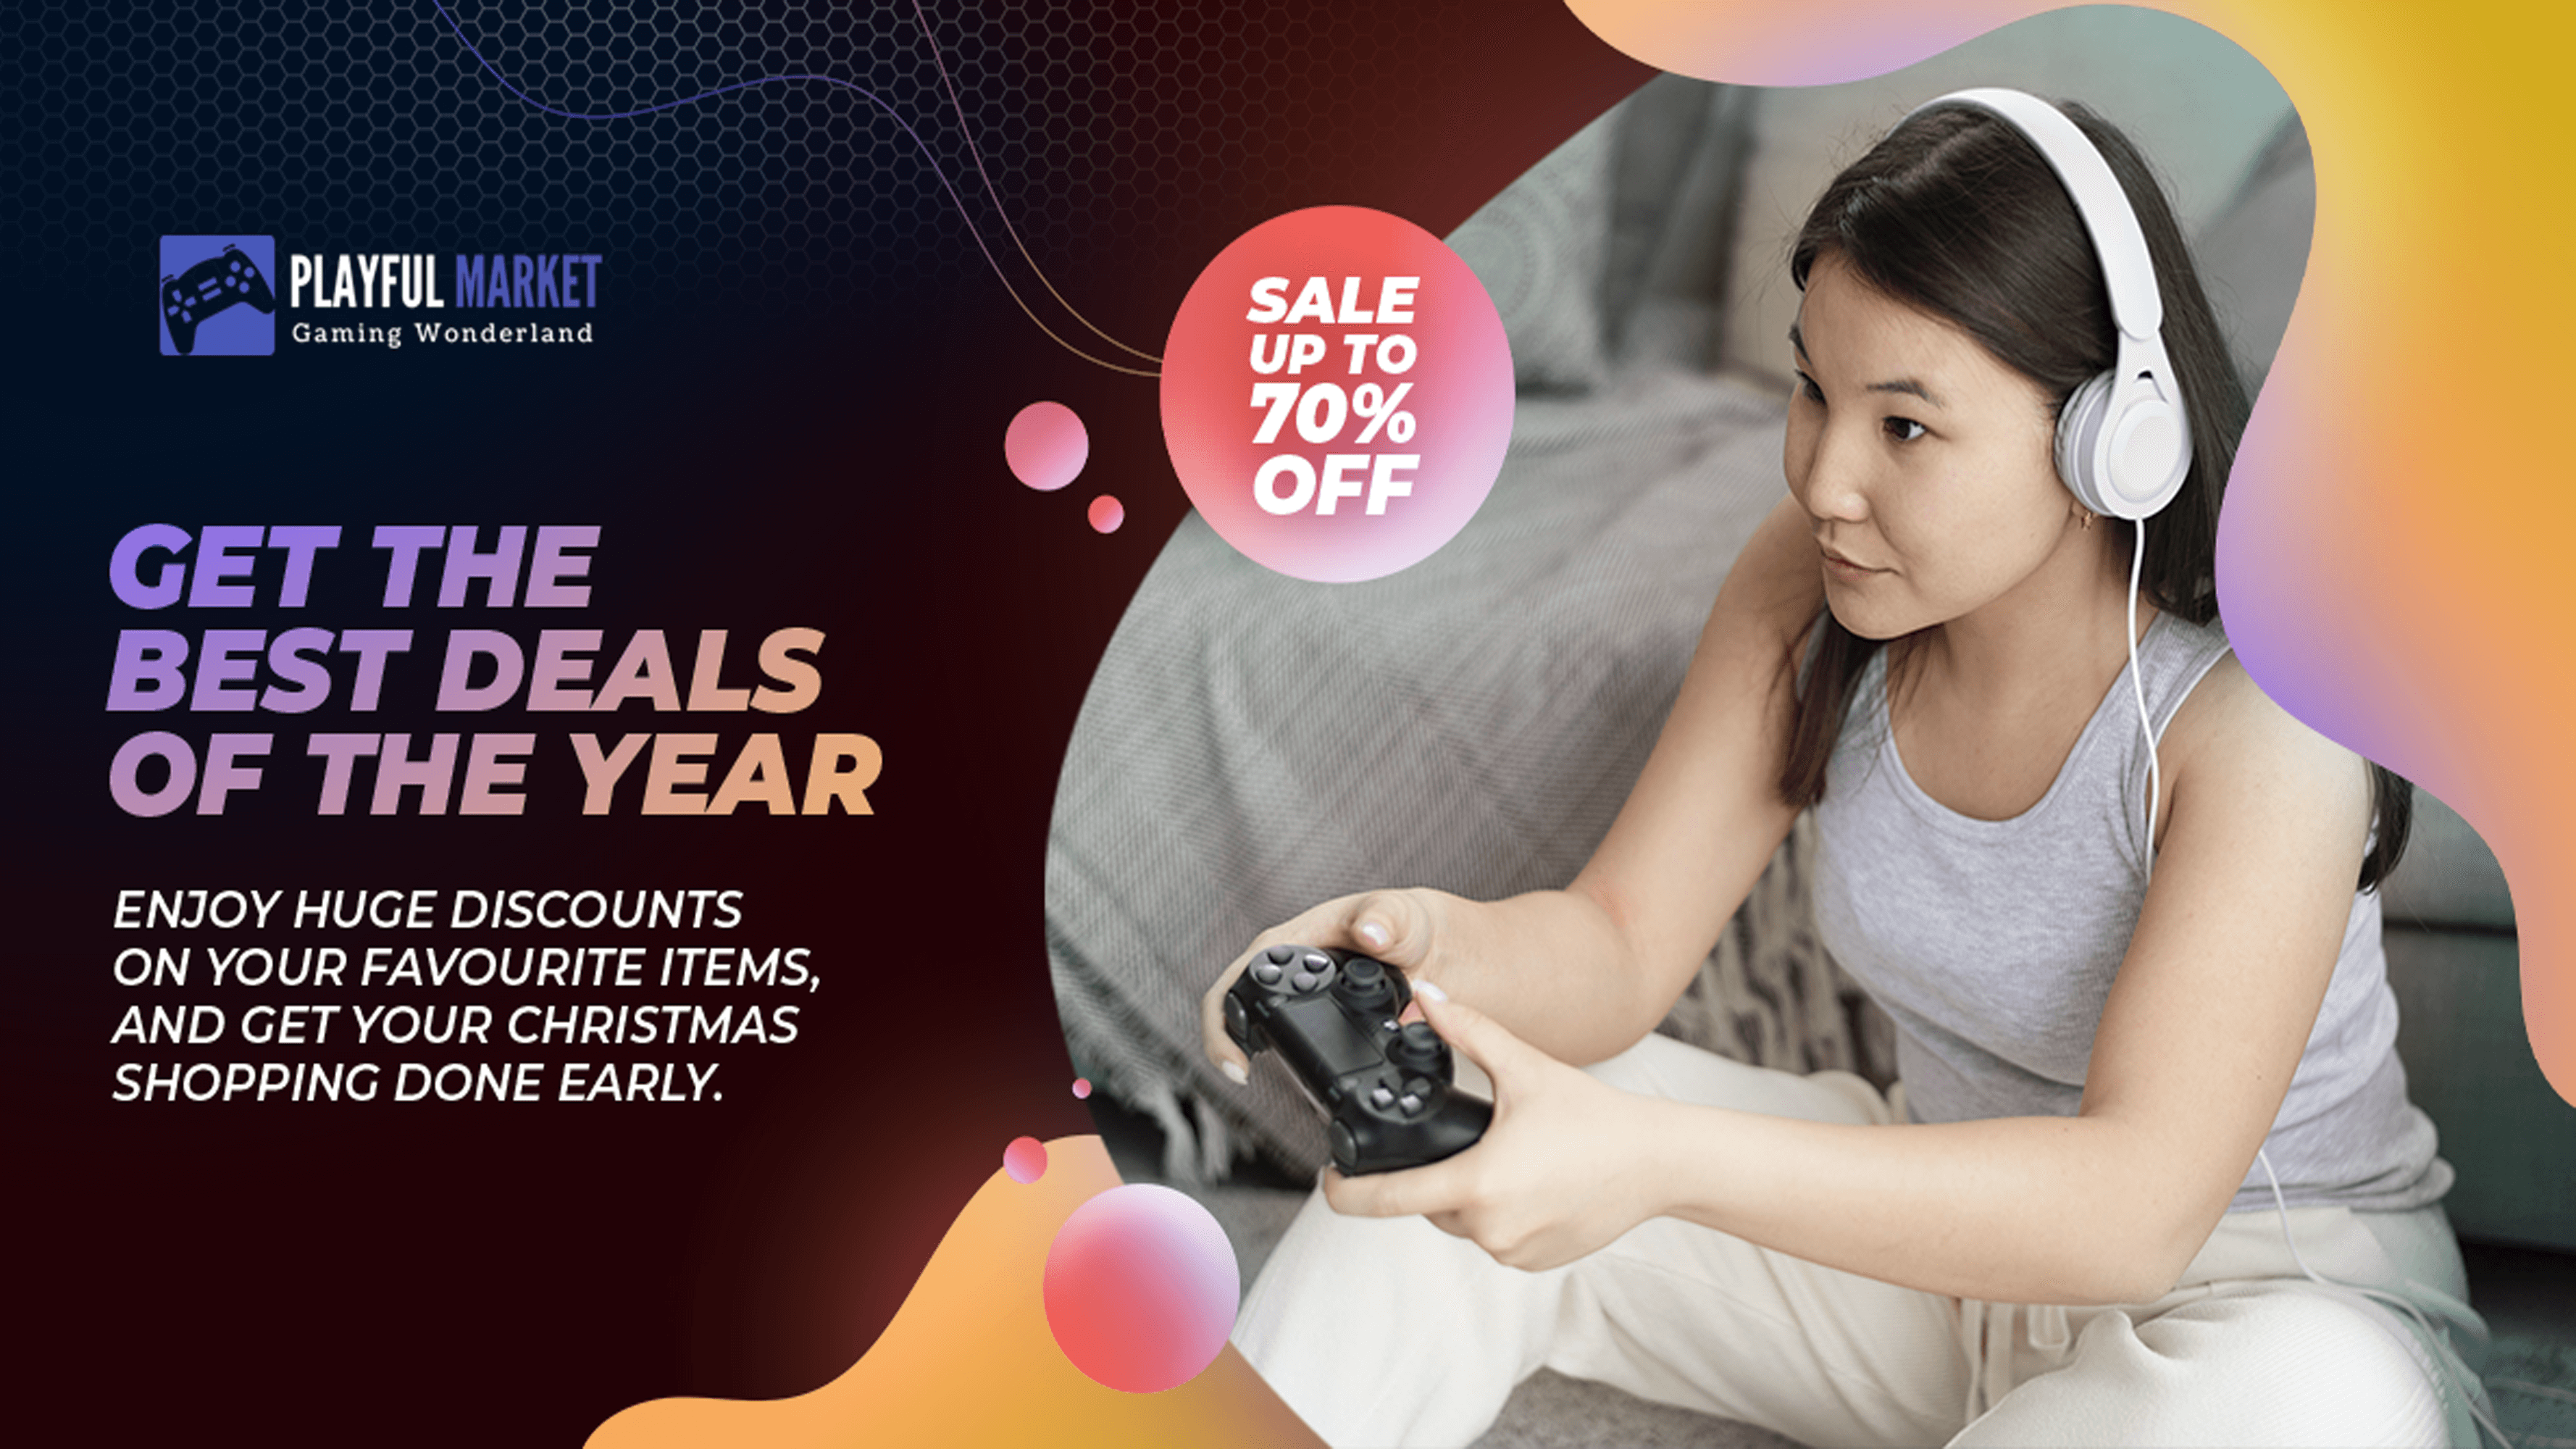 PLAYFUL MARKET
Gaming Wonderland
SALE
UP TO
70%
OFF
GET THE
BEST DEALS
OF THE YEAR
ENJOY HUGE DISCOUNTS
ON YOUR FAVOURITE ITEMS,
AND GET YOUR CHRISTMAS
SHOPPING DONE EARLY.